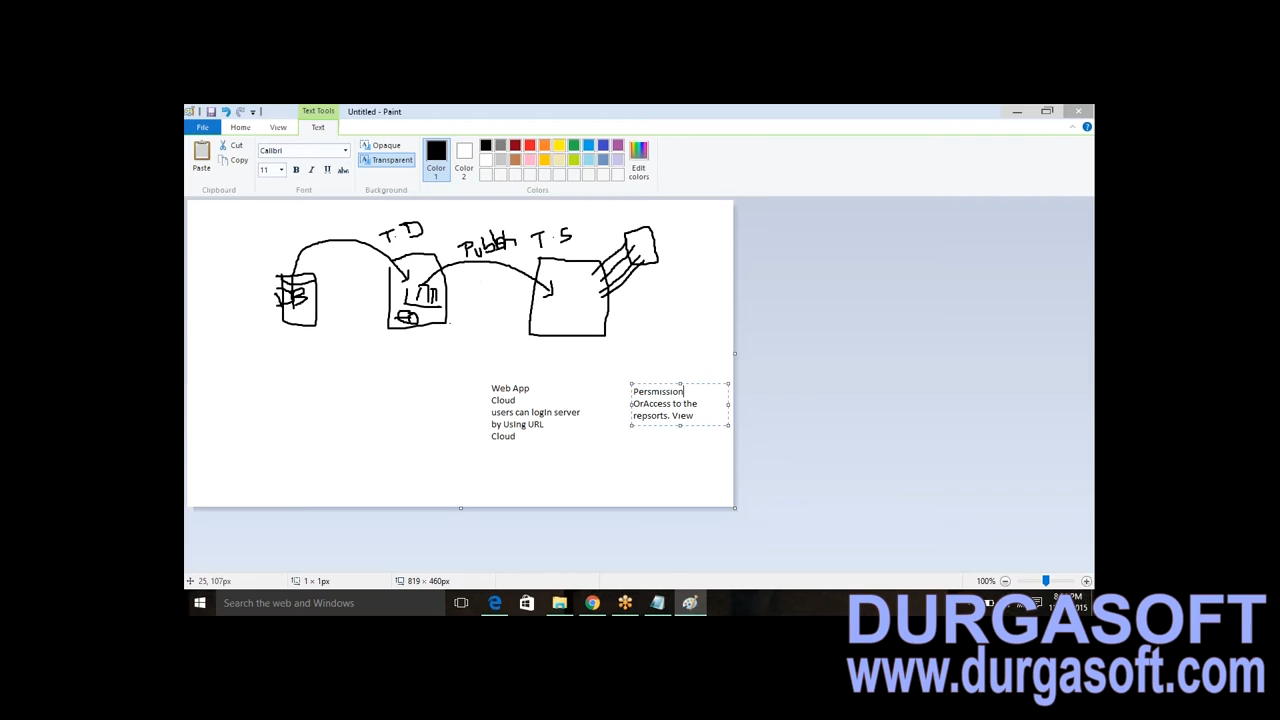 Text Tools
Untitled - Paint
File
Home
View
Text
Paste
Cut
Copy
Clipboard
Calibri
11
B
I
U
abc
Font
Opaque
Transparent
Background
Color
1
Color
2
Edit
colors
Colors
T.D
Publish
T.S
DB
Web App
Cloud
users can login server
by Using URL
Cloud
Persmission
OrAccess to the
repsorts. View
25, 107px
1 × 1px
819 × 460px
100%
Search the web and Windows
DURGASOFT
www.durgasoft.com